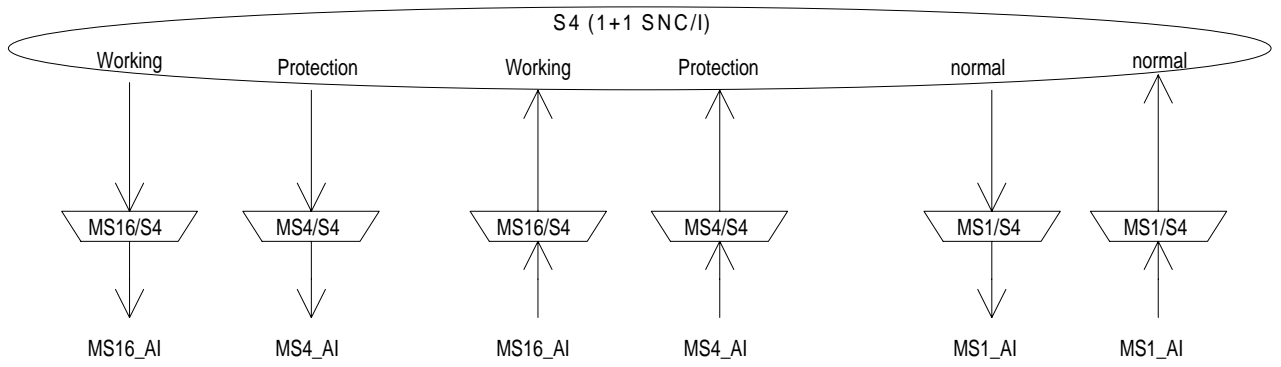 S4 (1+1 SNC/I)
Working Protection Working Protection normal normal
MS16/S4 MS4/S4 MS16/S4 MS4/S4 MS1/S4 MS1/S4
MS16_AI MS4_AI MS16_AI MS4_AI MS1_AI MS1_AI